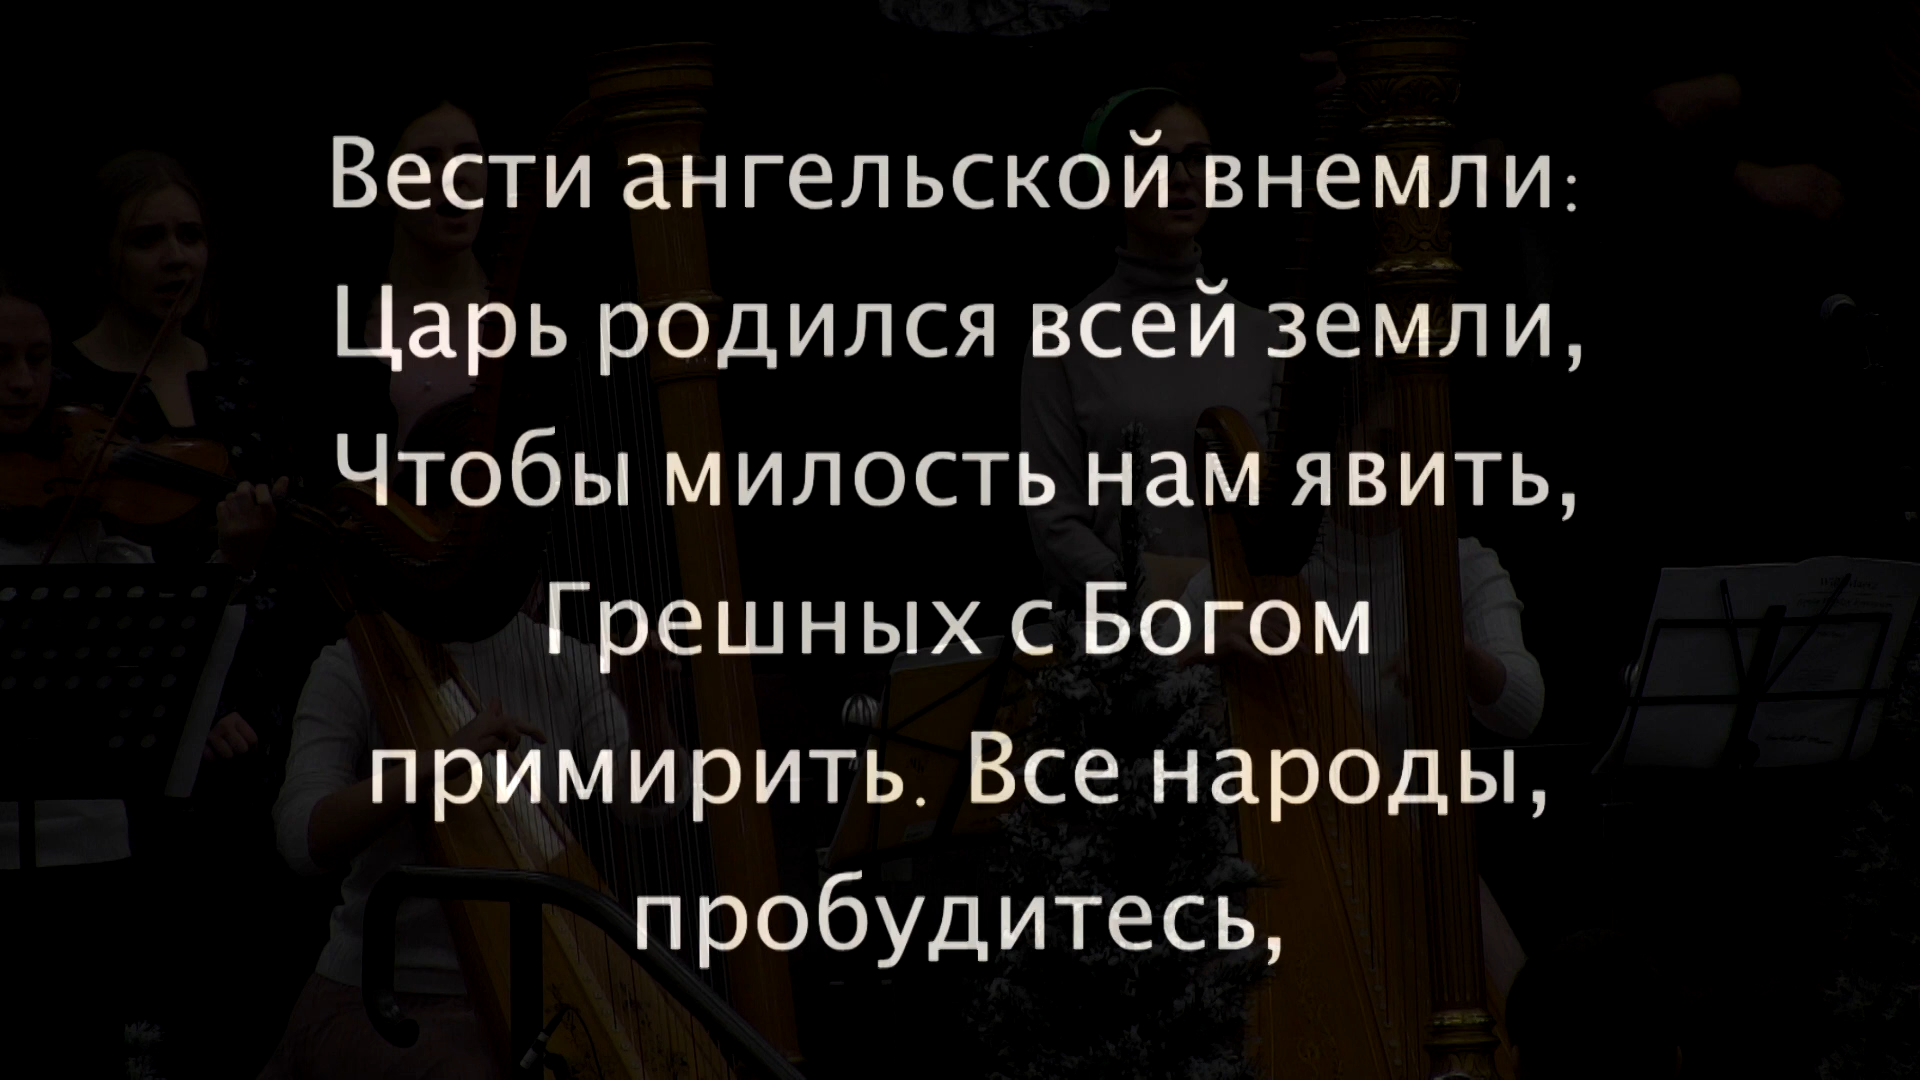 Вести ангельской внемли:
Царь родился всей земли,
Чтобы милость нам явить,
Грешных с Богом
примирить. Все народы,
пробудитесь,